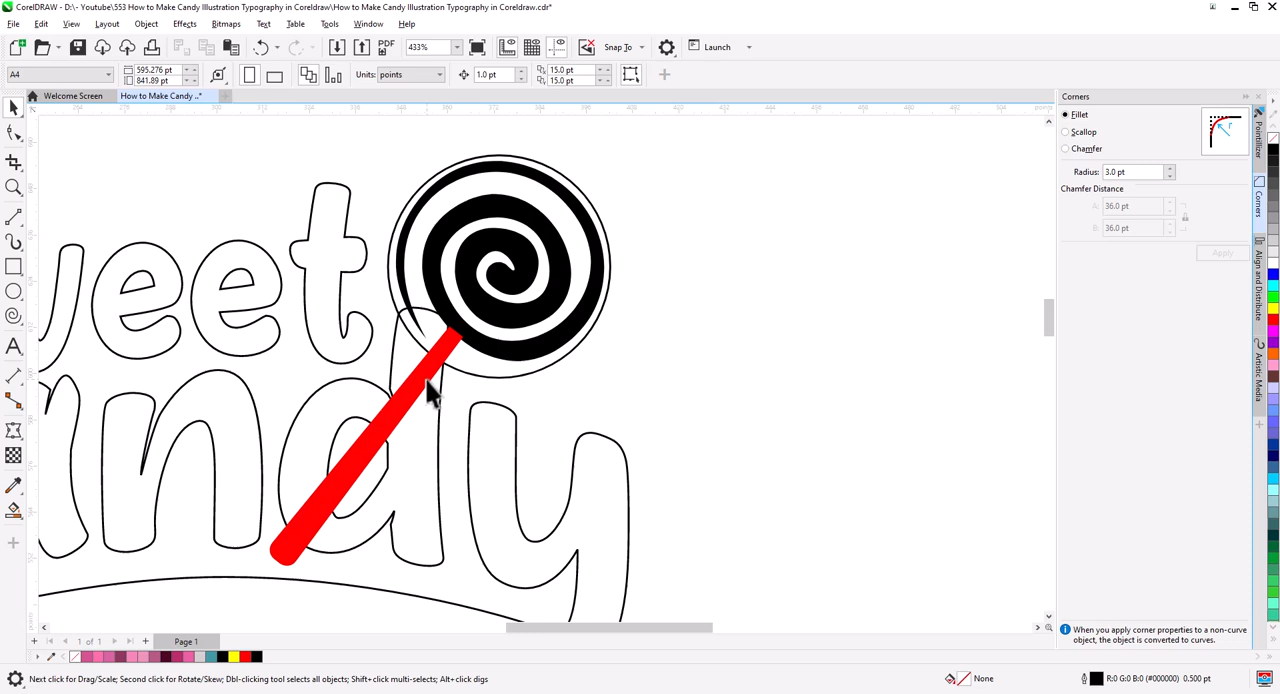 CorelDRAW - D:\- Youtube\553 How to Make Candy Illustration Typography in Coreldraw\How to Make Candy Illustration Typography in Coreldraw.cdr*
File Edit View Layout Object Effects Bitmaps Text Table Tools Window Help
PDF 433% Snap To Launch
A4 595.276 pt 841.89 pt Units: points 1.0 pt 15.0 pt 15.0 pt
Welcome Screen How to Make Candy ..*
Corners
Fillet
Scallop
Chamfer
Radius: 3.0 pt
Chamfer Distance
A: 36.0 pt
B: 36.0 pt
Apply
Pointillizer
Corners
Align and Distribute
Artistic Media
weet
andy
When you apply corner properties to a non-curve
object, the object is converted to curves.
1 of 1 Page 1
Next click for Drag/Scale; Second click for Rotate/Skew; Dbl-clicking tool selects all objects; Shift+click multi-selects; Alt+click digs
None R:0 G:0 B:0 (#000000) 0.500 pt